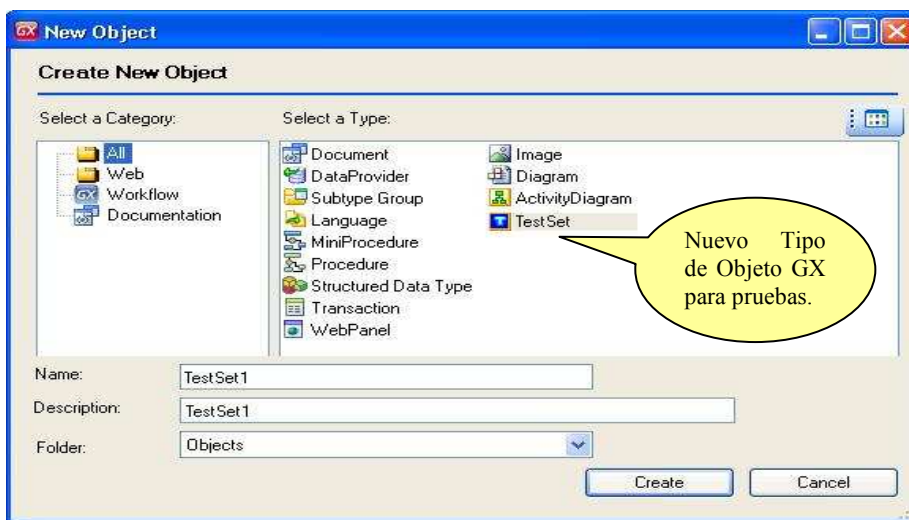 New Object
Create New Object
Select a Category:
Select a Type:
All
Web
Workflow
Documentation
Document
DataProvider
Subtype Group
Language
MiniProcedure
Procedure
Structured Data Type
Transaction
WebPanel
Image
Diagram
ActivityDiagram
TestSet
Nuevo Tipo
de Objeto GX
para pruebas.
Name:
TestSet1
Description:
TestSet1
Folder:
Objects
Create
Cancel